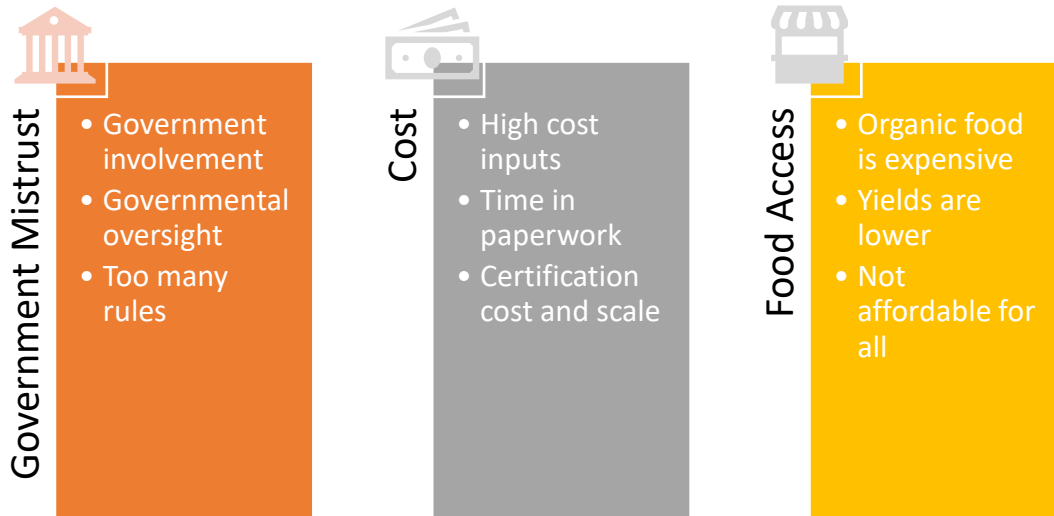 Government Mistrust
• Government
involvement
• Governmental
oversight
• Too many
rules
Cost
• High cost
inputs
• Time in
paperwork
• Certification
cost and scale
Food Access
• Organic food
is expensive
• Yields are
lower
• Not
affordable for
all